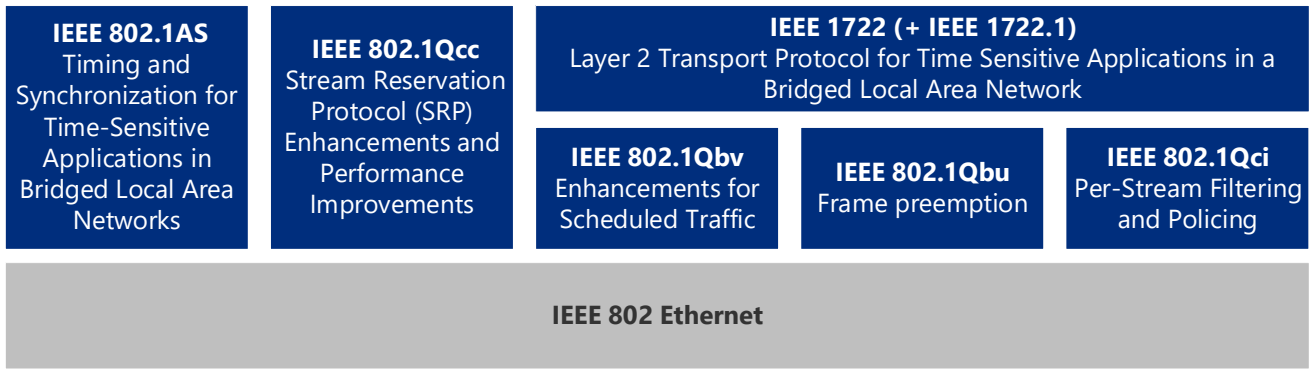 IEEE 802.1AS
Timing and
Synchronization for
Time-Sensitive
Applications in
Bridged Local Area
Networks
IEEE 802.1Qcc
Stream Reservation
Protocol (SRP)
Enhancements and
Performance
Improvements
IEEE 1722 (+ IEEE 1722.1)
Layer 2 Transport Protocol for Time Sensitive Applications in a
Bridged Local Area Network
IEEE 802.1Qbv
Enhancements for
Scheduled Traffic
IEEE 802.1Qbu
Frame preemption
IEEE 802.1Qci
Per-Stream Filtering
and Policing
IEEE 802 Ethernet